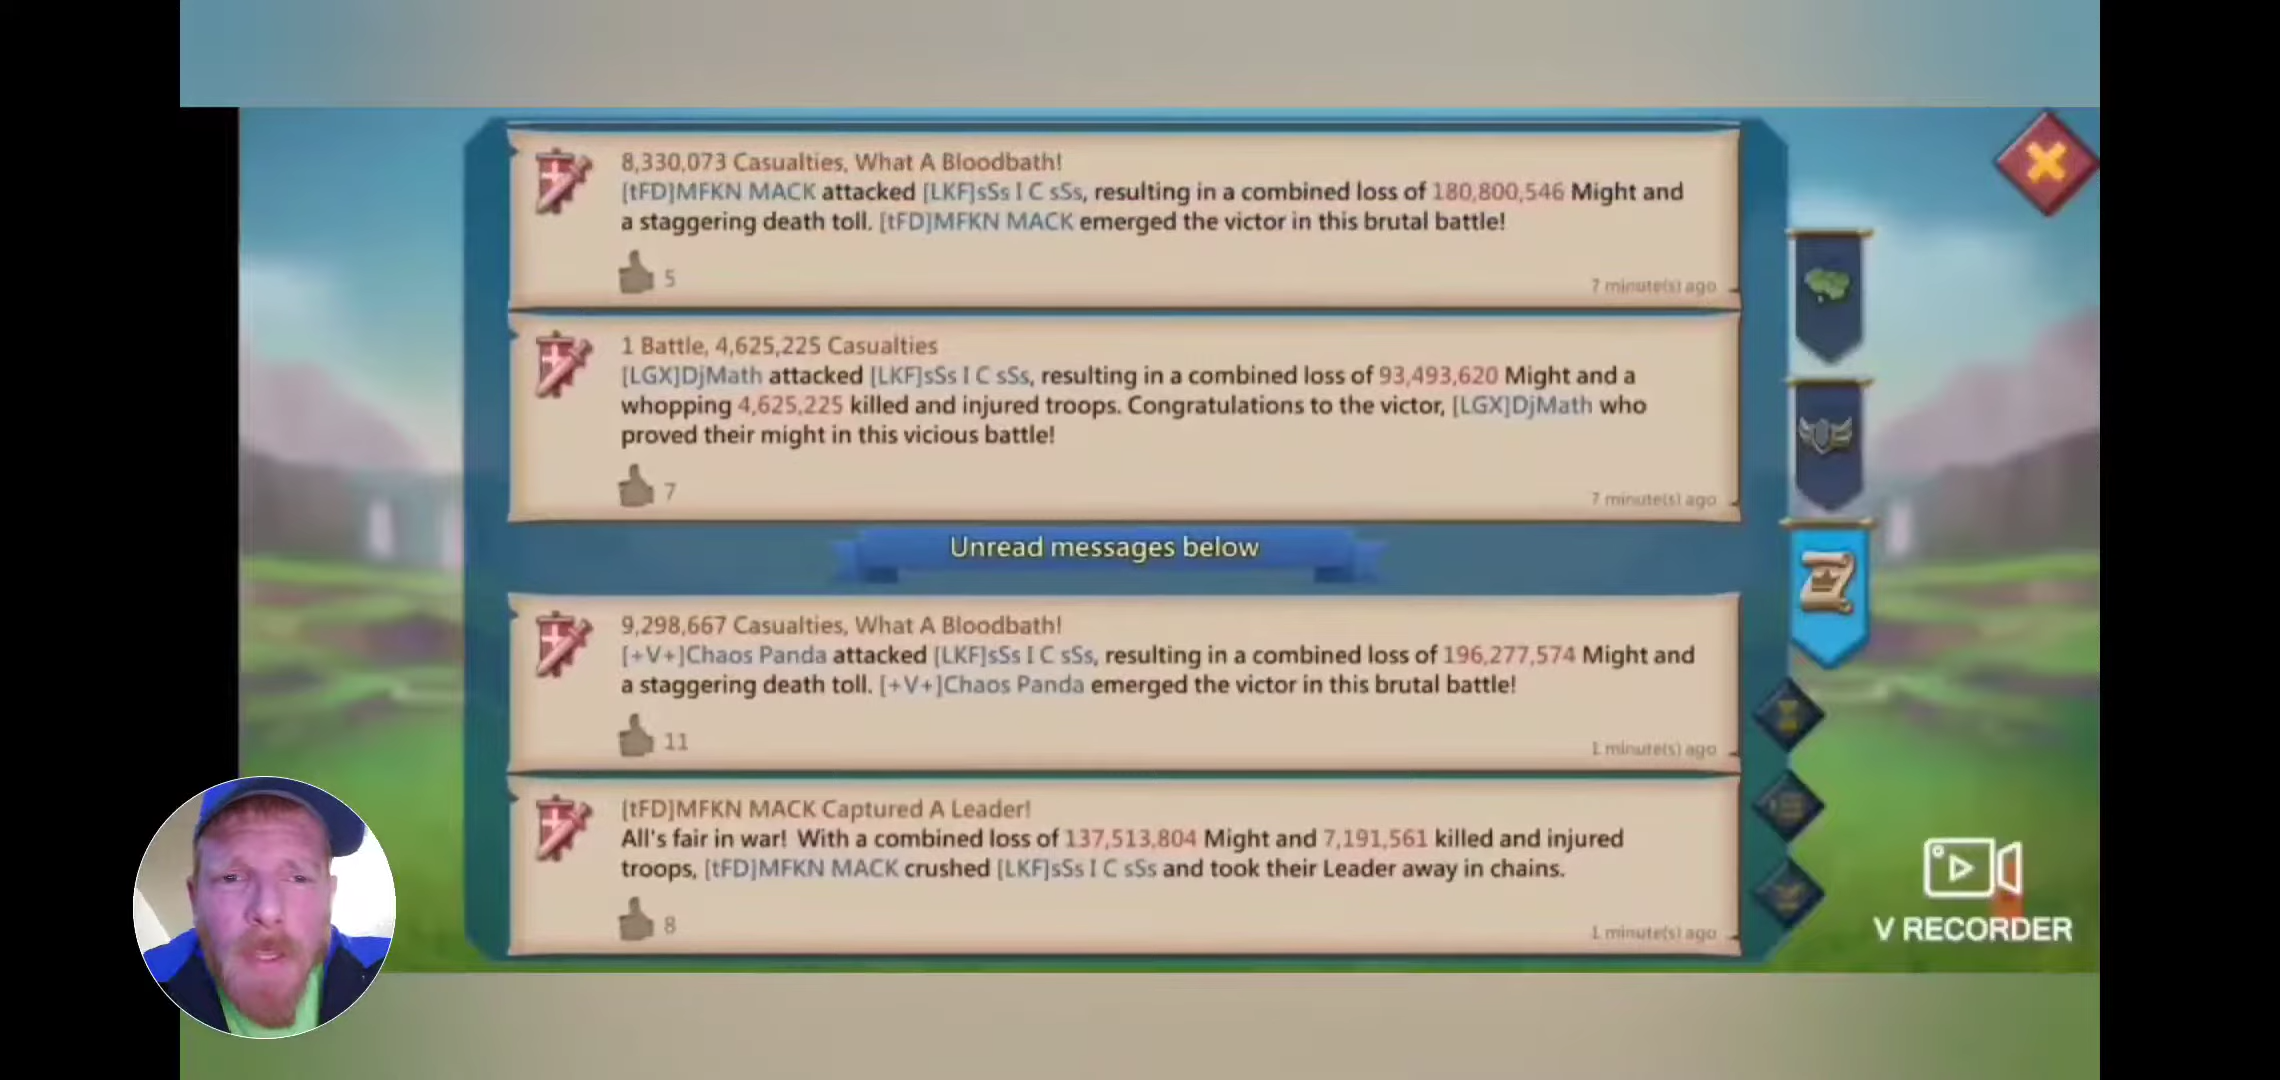 8,330,073 Casualties, What A Bloodbath!
[tFD]MFKN MACK attacked [LKF]sSs I C sSs, resulting in a combined loss of 180,800,546 Might and
a staggering death toll. [tFD]MFKN MACK emerged the victor in this brutal battle!
5
7 minute(s) ago
1 Battle, 4,625,225 Casualties
[LGX]DjMath attacked [LKF]sSs I C sSs, resulting in a combined loss of 93,493,620 Might and a
whopping 4,625,225 killed and injured troops. Congratulations to the victor, [LGX]DjMath who
proved their might in this vicious battle!
7
7 minute(s) ago
Unread messages below
9,298,667 Casualties, What A Bloodbath!
[+V+]Chaos Panda attacked [LKF]sSs I C sSs, resulting in a combined loss of 196,277,574 Might and
a staggering death toll. [+V+]Chaos Panda emerged the victor in this brutal battle!
11
1 minute(s) ago
[tFD]MFKN MACK Captured A Leader!
All's fair in war! With a combined loss of 137,513,804 Might and 7,191,561 killed and injured
troops, [tFD]MFKN MACK crushed [LKF]sSs I C sSs and took their Leader away in chains.
8
1 minute(s) ago
V RECORDER